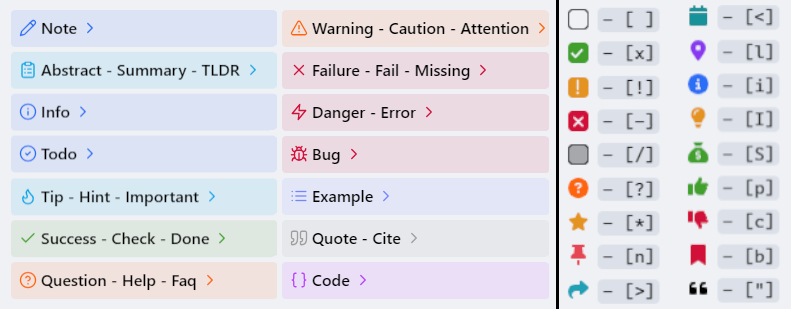 Note
Abstract - Summary - TLDR
Info
Todo
Tip - Hint - Important
Success - Check - Done
Question - Help - Faq
Warning - Caution - Attention
Failure - Fail - Missing
Danger - Error
Bug
Example
Quote - Cite
Code
- [ ]
- [x]
- [!]
- [-]
- [/]
- [?]
- [*]
- [n]
- [>]
- [<]
- [l]
- [i]
- [I]
- [S]
- [p]
- [c]
- [b]
- ["]